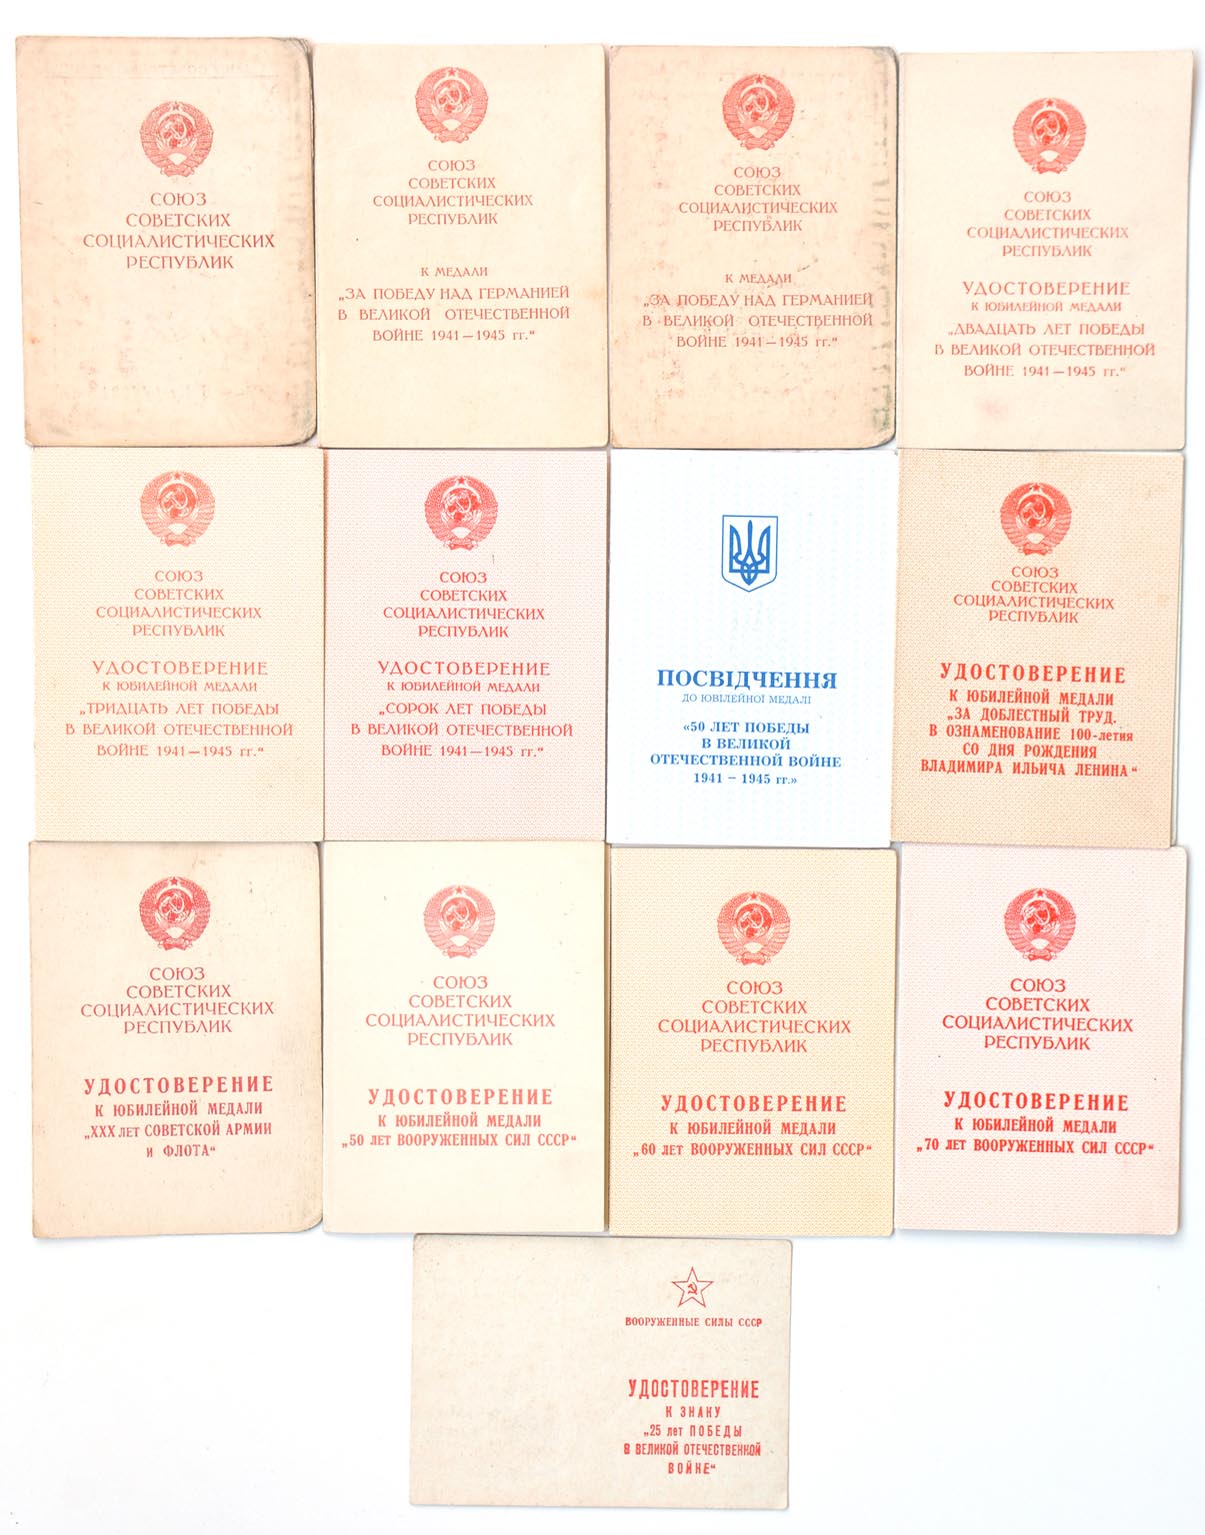 СОЮЗ
СОВЕТСКИХ
СОЦИАЛИСТИЧЕСКИХ
РЕСПУБЛИК
СОЮЗ
СОВЕТСКИХ
СОЦИАЛИСТИЧЕСКИХ
РЕСПУБЛИК
К МЕДАЛИ
„ЗА ПОБЕДУ НАД ГЕРМАНИЕЙ
В ВЕЛИКОЙ ОТЕЧЕСТВЕННОЙ
ВОЙНЕ 1941—1945 гг.“
СОЮЗ
СОВЕТСКИХ
СОЦИАЛИСТИЧЕСКИХ
РЕСПУБЛИК
К МЕДАЛИ
„ЗА ПОБЕДУ НАД ГЕРМАНИЕЙ
В ВЕЛИКОЙ ОТЕЧЕСТВЕННОЙ
ВОЙНЕ 1941—1945 гг.“
СОЮЗ
СОВЕТСКИХ
СОЦИАЛИСТИЧЕСКИХ
РЕСПУБЛИК
УДОСТОВЕРЕНИЕ
К ЮБИЛЕЙНОЙ МЕДАЛИ
„ДВАДЦАТЬ ЛЕТ ПОБЕДЫ
В ВЕЛИКОЙ ОТЕЧЕСТВЕННОЙ
ВОЙНЕ 1941—1945 гг.“
СОЮЗ
СОВЕТСКИХ
СОЦИАЛИСТИЧЕСКИХ
РЕСПУБЛИК
УДОСТОВЕРЕНИЕ
К ЮБИЛЕЙНОЙ МЕДАЛИ
„ТРИДЦАТЬ ЛЕТ ПОБЕДЫ
В ВЕЛИКОЙ ОТЕЧЕСТВЕННОЙ
ВОЙНЕ 1941—1945 гг.“
СОЮЗ
СОВЕТСКИХ
СОЦИАЛИСТИЧЕСКИХ
РЕСПУБЛИК
УДОСТОВЕРЕНИЕ
К ЮБИЛЕЙНОЙ МЕДАЛИ
„СОРОК ЛЕТ ПОБЕДЫ
В ВЕЛИКОЙ ОТЕЧЕСТВЕННОЙ
ВОЙНЕ 1941—1945 гг.“
ПОСВІДЧЕННЯ
ДО ЮВІЛЕЙНОЇ МЕДАЛІ
«50 ЛЕТ ПОБЕДЫ
В ВЕЛИКОЙ
ОТЕЧЕСТВЕННОЙ ВОЙНЕ
1941 – 1945 гг.»
СОЮЗ
СОВЕТСКИХ
СОЦИАЛИСТИЧЕСКИХ
РЕСПУБЛИК
УДОСТОВЕРЕНИЕ
К ЮБИЛЕЙНОЙ МЕДАЛИ
„ЗА ДОБЛЕСТНЫЙ ТРУД.
В ОЗНАМЕНОВАНИЕ 100-летия
СО ДНЯ РОЖДЕНИЯ
ВЛАДИМИРА ИЛЬИЧА ЛЕНИНА“
СОЮЗ
СОВЕТСКИХ
СОЦИАЛИСТИЧЕСКИХ
РЕСПУБЛИК
УДОСТОВЕРЕНИЕ
К ЮБИЛЕЙНОЙ МЕДАЛИ
„XXX лет СОВЕТСКОЙ АРМИИ
и ФЛОТА“
СОЮЗ
СОВЕТСКИХ
СОЦИАЛИСТИЧЕСКИХ
РЕСПУБЛИК
УДОСТОВЕРЕНИЕ
К ЮБИЛЕЙНОЙ МЕДАЛИ
„50 лет ВООРУЖЕННЫХ СИЛ СССР“
СОЮЗ
СОВЕТСКИХ
СОЦИАЛИСТИЧЕСКИХ
РЕСПУБЛИК
УДОСТОВЕРЕНИЕ
К ЮБИЛЕЙНОЙ МЕДАЛИ
„60 лет ВООРУЖЕННЫХ СИЛ СССР“
СОЮЗ
СОВЕТСКИХ
СОЦИАЛИСТИЧЕСКИХ
РЕСПУБЛИК
УДОСТОВЕРЕНИЕ
К ЮБИЛЕЙНОЙ МЕДАЛИ
„70 лет ВООРУЖЕННЫХ СИЛ СССР“
ВООРУЖЕННЫЕ СИЛЫ СССР
УДОСТОВЕРЕНИЕ
К ЗНАКУ
„25 лет ПОБЕДЫ
В ВЕЛИКОЙ ОТЕЧЕСТВЕННОЙ
ВОЙНЕ“